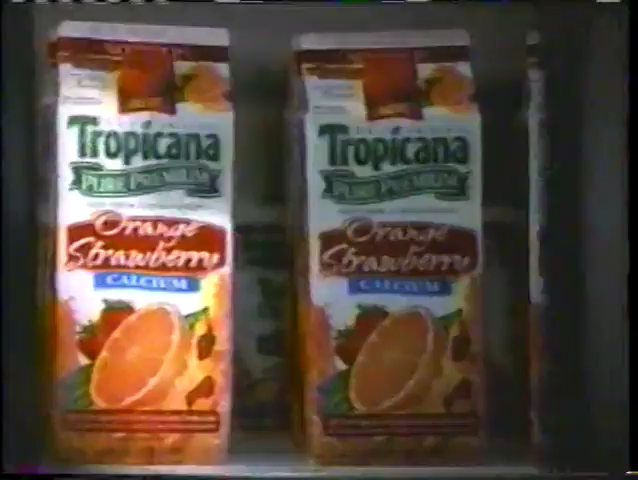 Tropicana
PURE PREMIUM
Orange
Strawberry
CALCIUM
Tropicana
PURE PREMIUM
Orange
Strawberry
CALCIUM